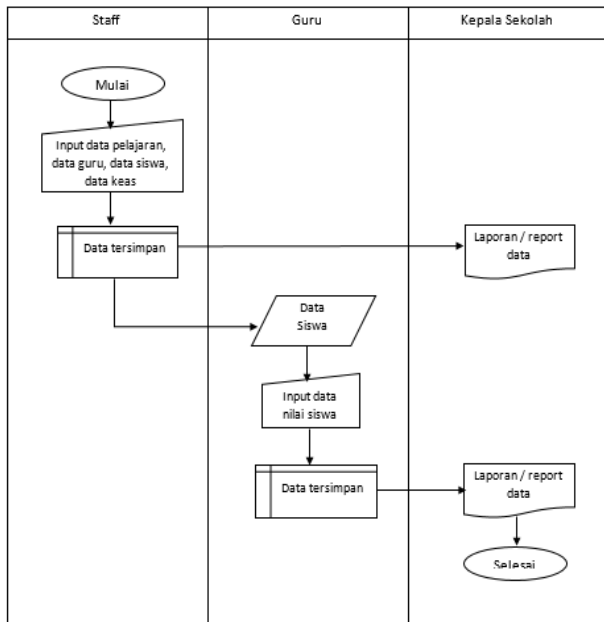 Staff
Guru
Kepala Sekolah
Mulai
Input data pelajaran,
data guru, data siswa,
data keas
Data tersimpan
Laporan / report
data
Data
Siswa
Input data
nilai siswa
Data tersimpan
Laporan / report
data
Selesai